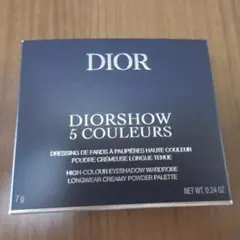 DIOR
DIORSHOW
5 COULEURS
DRESSING DE FARDS À PAUPIÈRES HAUTE COULEUR
POUDRE CRÉMEUSE LONGUE TENUE
HIGH-COLOUR EYESHADOW WARDROBE
LONGWEAR CREAMY POWDER PALETTE
7 g
NET WT. 0.24 OZ